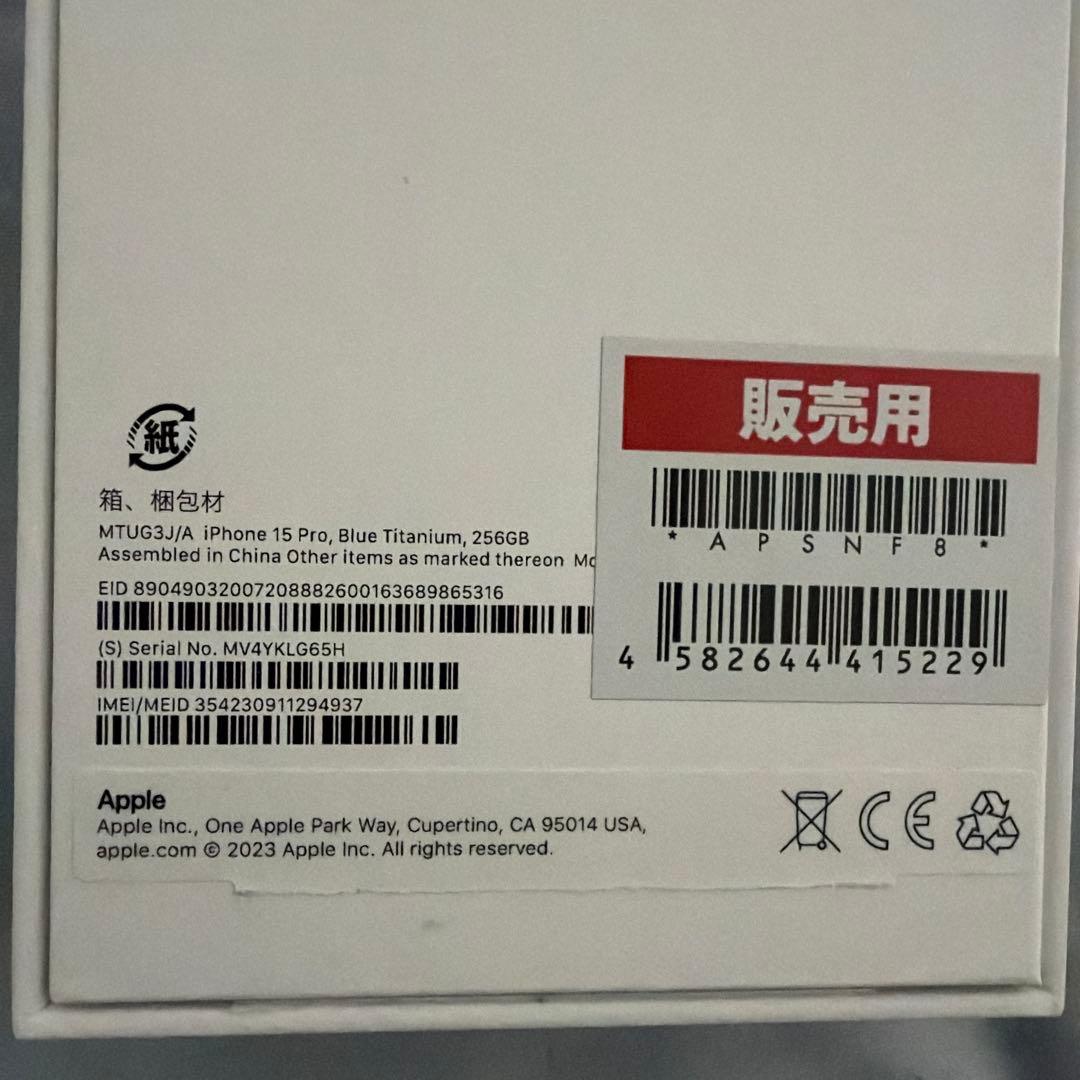 紙
箱、梱包材
MTUG3J/A iPhone 15 Pro, Blue Titanium, 256GB
Assembled in China Other items as marked thereon
EID 89049032007208882600163689865316
(S) Serial No. MV4YKLG65H
IMEI/MEID 354230911294937
販売用
*APSNF8*
4 582644 415229
Apple
Apple Inc., One Apple Park Way, Cupertino, CA 95014 USA,
apple.com © 2023 Apple Inc. All rights reserved.
CE